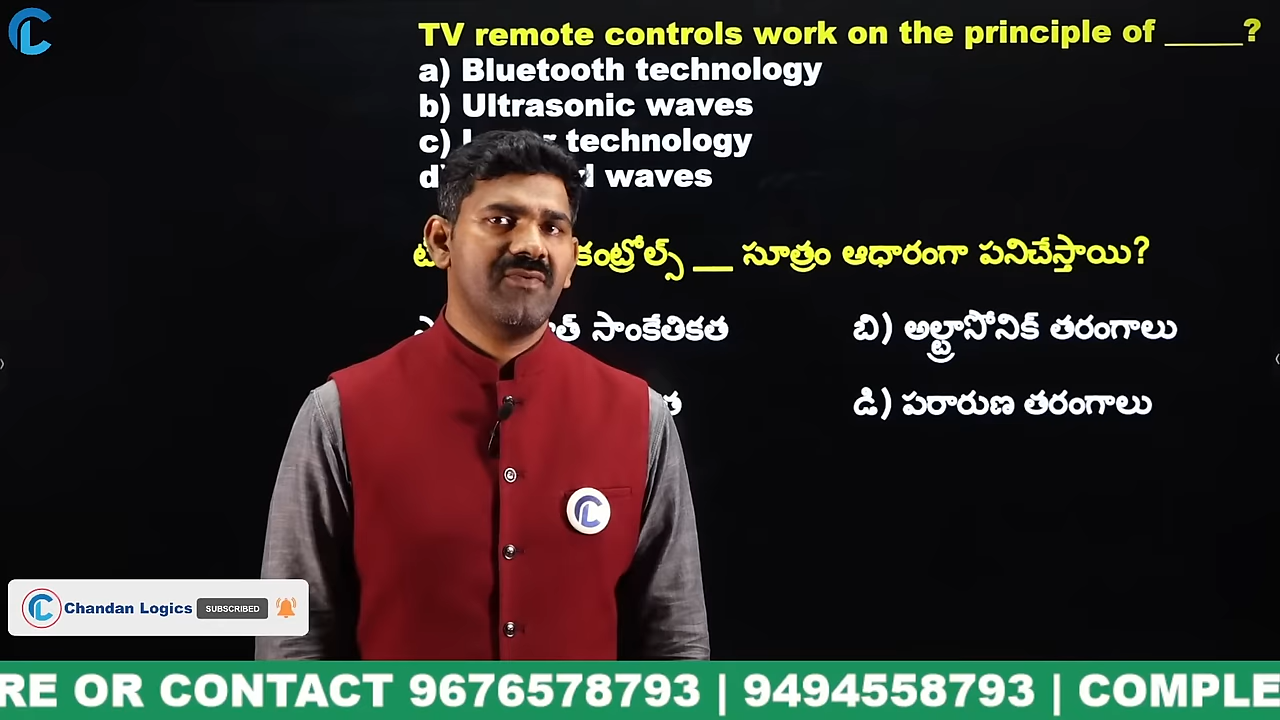 TV remote controls work on the principle of _____?
a) Bluetooth technology
b) Ultrasonic waves
c) technology
waves
కంట్రోల్స్ __ సూత్రం ఆధారంగా పనిచేస్తాయి?
సాంకేతికత బి) అల్ట్రాసోనిక్ తరంగాలు
డి) పరారుణ తరంగాలు
Chandan Logics SUBSCRIBED
RE OR CONTACT 9676578793 | 9494558793 | COMPLE